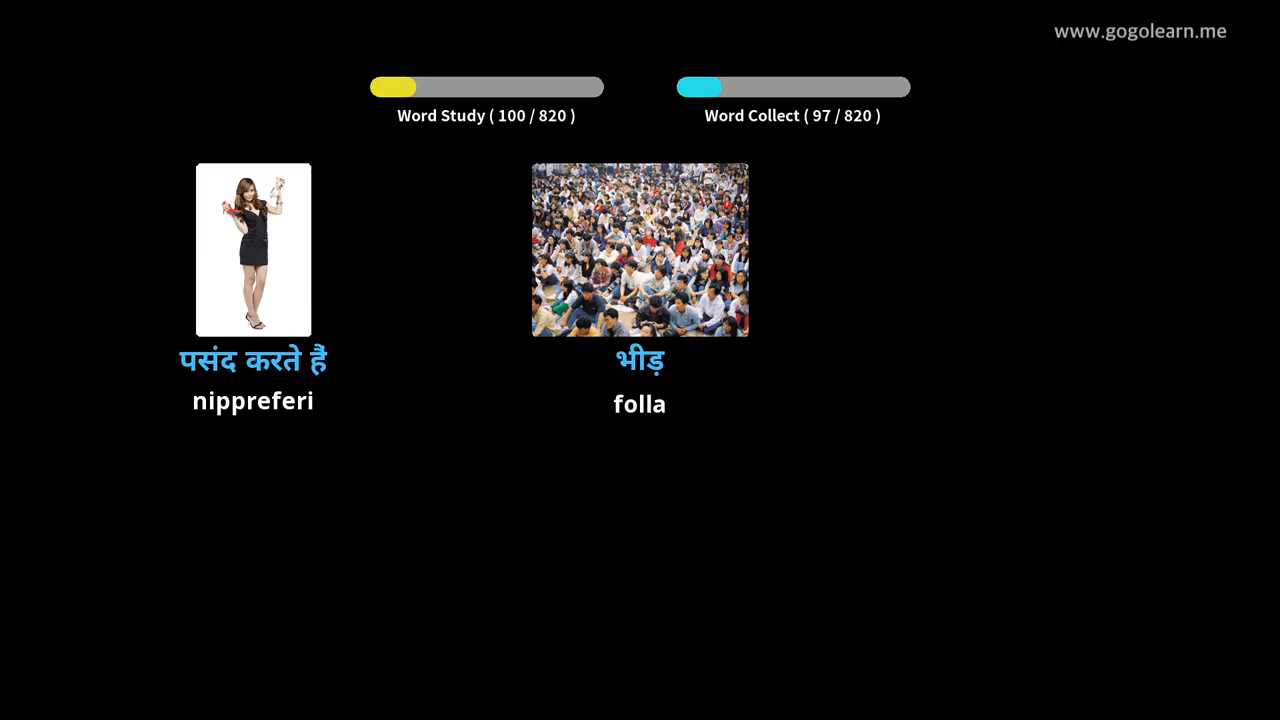 www.gogolearn.me
Word Study ( 100 / 820 )
Word Collect ( 97 / 820 )
पसंद करते हैं
nippreferi
भीड़
folla